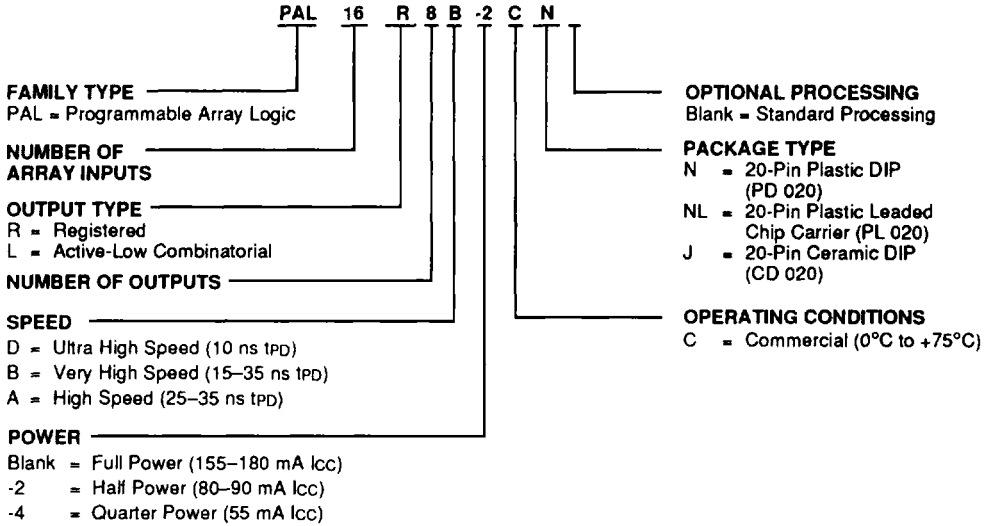 PAL 16 R 8 B -2 C N
FAMILY TYPE
PAL = Programmable Array Logic
NUMBER OF
ARRAY INPUTS
OUTPUT TYPE
R = Registered
L = Active-Low Combinatorial
NUMBER OF OUTPUTS
SPEED
D = Ultra High Speed (10 ns tPD)
B = Very High Speed (15–35 ns tPD)
A = High Speed (25–35 ns tPD)
POWER
Blank = Full Power (155–180 mA ICC)
-2 = Half Power (80–90 mA ICC)
-4 = Quarter Power (55 mA ICC)
OPTIONAL PROCESSING
Blank = Standard Processing
PACKAGE TYPE
N = 20-Pin Plastic DIP
(PD 020)
NL = 20-Pin Plastic Leaded
Chip Carrier (PL 020)
J = 20-Pin Ceramic DIP
(CD 020)
OPERATING CONDITIONS
C = Commercial (0°C to +75°C)